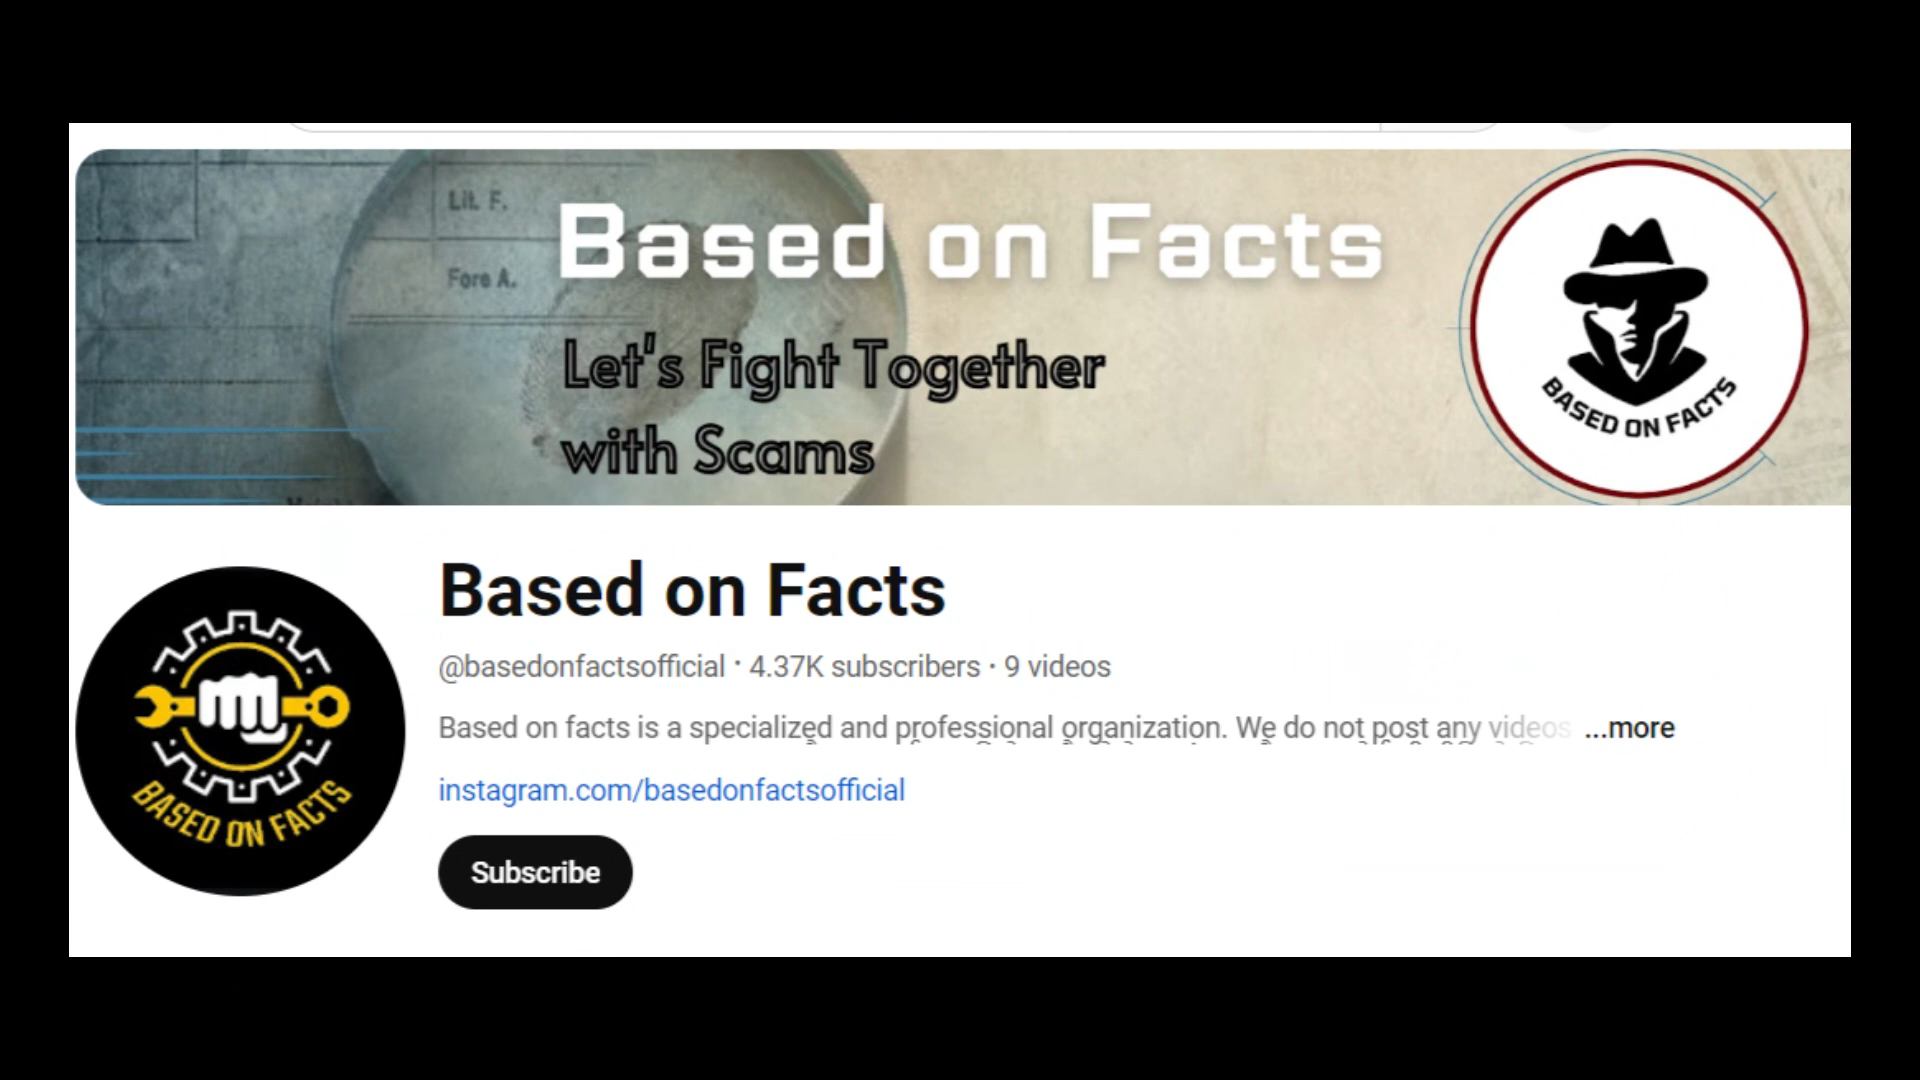 Lit. F.
Fore A.
Based on Facts
Let's Fight Together
with Scams
BASED ON FACTS
BASED ON FACTS
Based on Facts
@basedonfactsofficial · 4.37K subscribers · 9 videos
Based on facts is a specialized and professional organization. We do not post any videos ...more
instagram.com/basedonfactsofficial
Subscribe